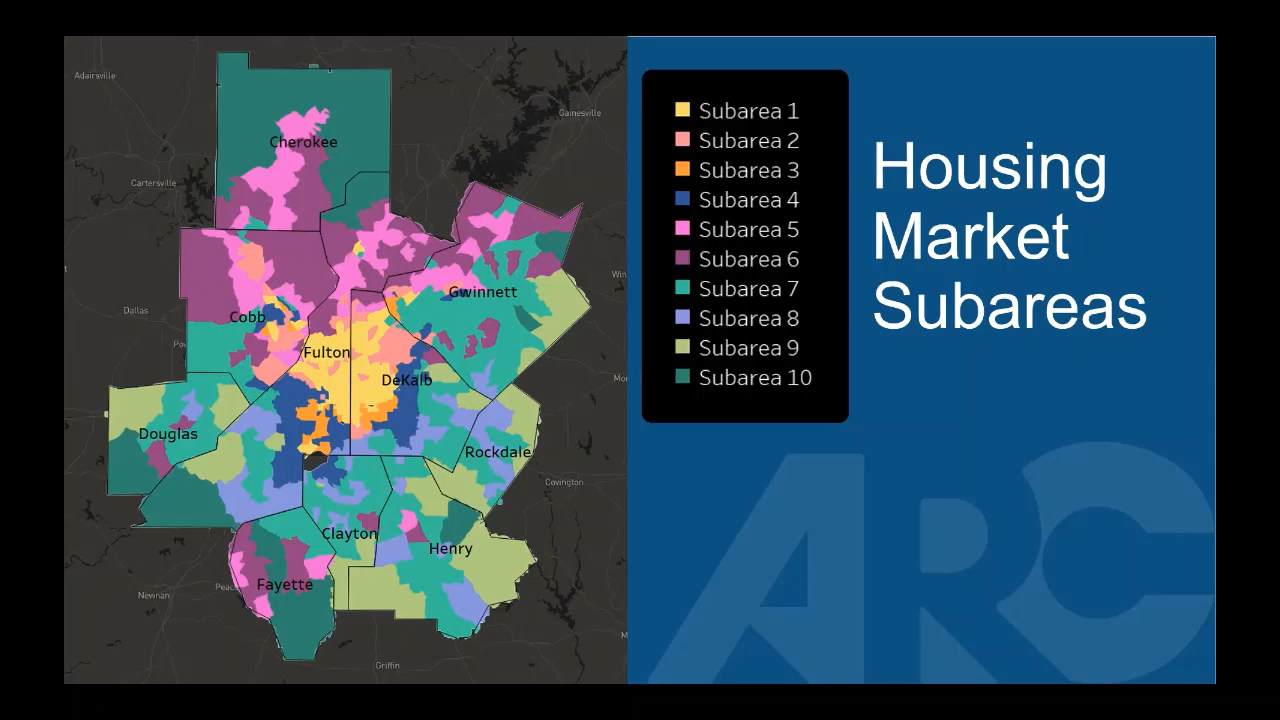 Adairsville
Gainesville
Cherokee
Cartersville
Gwinnett
Dallas
Cobb
Fulton
DeKalb
Douglas
Rockdale
Covington
Clayton
Henry
Fayette
Newnan
Griffin
Subarea 1
Subarea 2
Subarea 3
Subarea 4
Subarea 5
Subarea 6
Subarea 7
Subarea 8
Subarea 9
Subarea 10
Housing
Market
Subareas
ARC